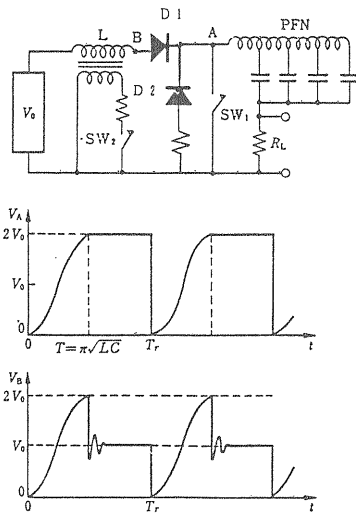 D 1
L B A PFN
V₀ D 2
SW₂ SW₁ R_L
V_A
2V₀
V₀
0
0 T=π√LC T_r t
V_B
2V₀
V₀
0
0 T_r t